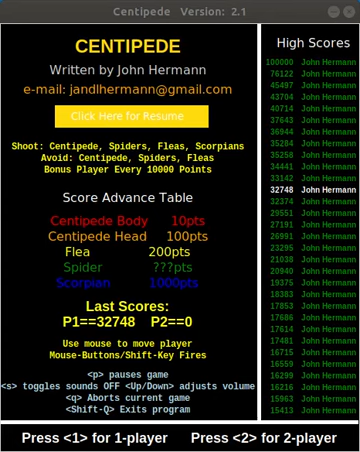 Centipede Version: 2.1
CENTIPEDE
Written by John Hermann
e-mail: jandlhermann@gmail.com
Click Here for Resume
Shoot: Centipede, Spiders, Fleas, Scorpians
Avoid: Centipede, Spiders, Fleas
Bonus Player Every 10000 Points
Score Advance Table
Centipede Body 10pts
Centipede Head 100pts
Flea 200pts
Spider ???pts
Scorpian 1000pts
Last Scores:
P1==32748 P2==0
Use mouse to move player
Mouse-Buttons/Shift-Key Fires
<p> pauses game
<s> toggles sounds OFF <Up/Down> adjusts volume
<q> Aborts current game
<Shift-Q> Exits program
High Scores
100000 John Hermann
76122 John Hermann
45497 John Hermann
43704 John Hermann
40714 John Hermann
37643 John Hermann
36944 John Hermann
35284 John Hermann
35258 John Hermann
34441 John Hermann
33142 John Hermann
32748 John Hermann
32374 John Hermann
29551 John Hermann
27191 John Hermann
26991 John Hermann
23295 John Hermann
21038 John Hermann
20940 John Hermann
19375 John Hermann
18383 John Hermann
17853 John Hermann
17686 John Hermann
17614 John Hermann
17401 John Hermann
16715 John Hermann
16559 John Hermann
16299 John Hermann
16216 John Hermann
15963 John Hermann
15413 John Hermann
Press <1> for 1-player Press <2> for 2-player